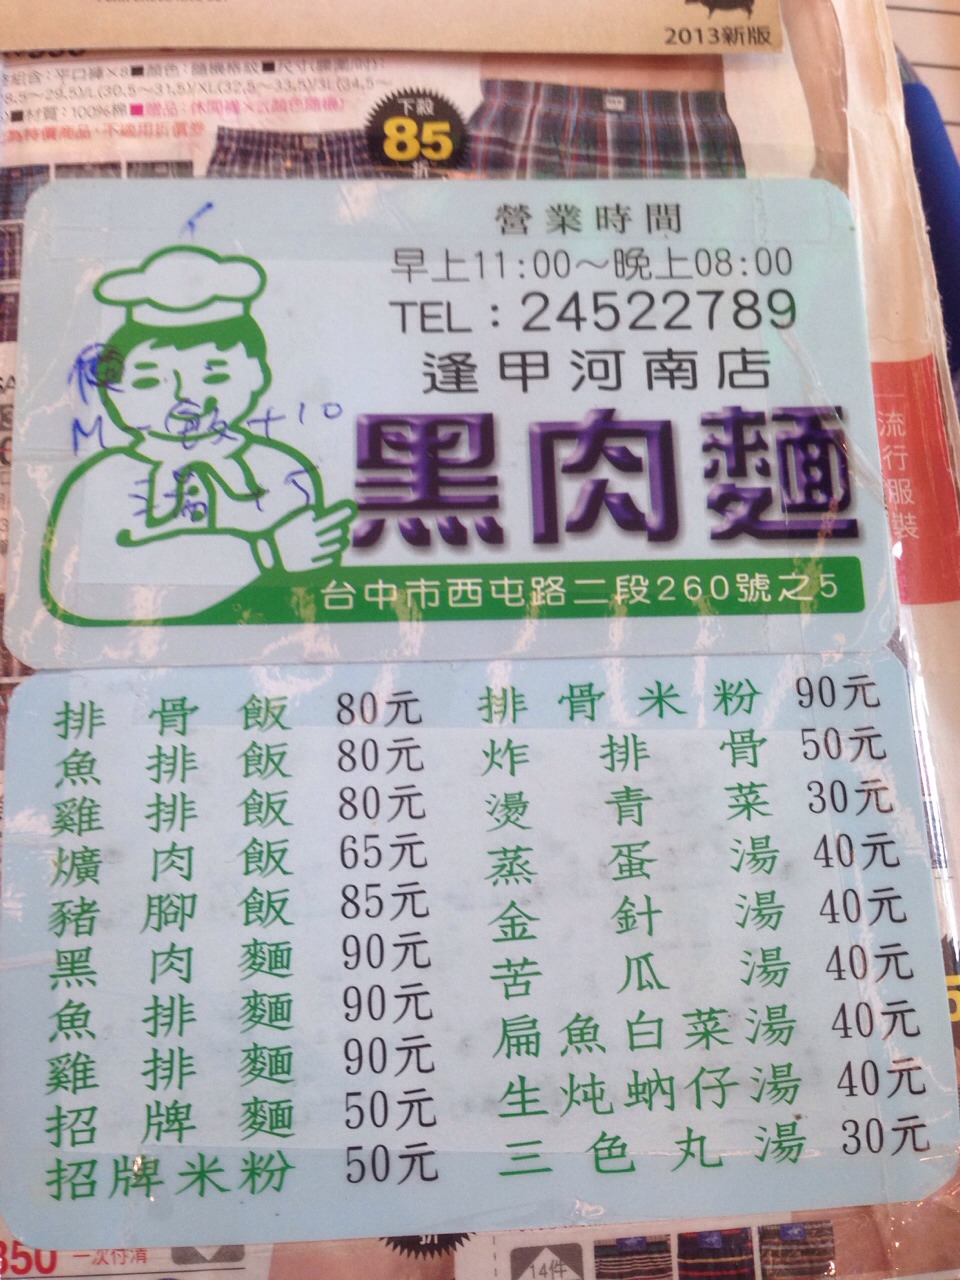 2013新版
下殺
85
折
營業時間
早上11:00～晚上08:00
TEL：24522789
逢甲河南店
黑肉麵
台中市西屯路二段260號之5
M-飯+10
湯+5
流行服裝
排骨飯 80元
魚排飯 80元
雞排飯 80元
爌肉飯 65元
豬腳飯 85元
黑肉麵 90元
魚排麵 90元
雞排麵 90元
招牌麵 50元
招牌米粉 50元
排骨米粉 90元
炸排骨 50元
燙青菜 30元
蒸蛋湯 40元
金針湯 40元
苦瓜湯 40元
扁魚白菜湯 40元
生炖蚋仔湯 40元
三色丸湯 30元
350 一次付清
折
14件